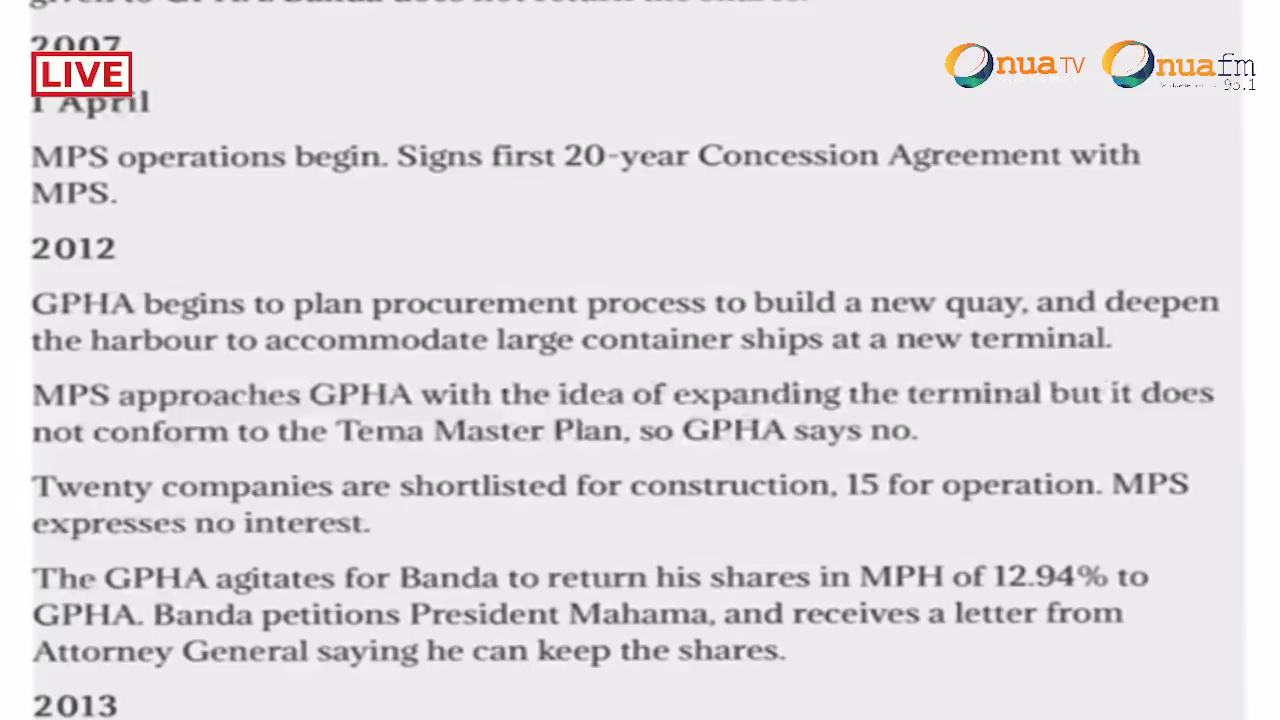 2007
LIVE
nua TV
nuafm
95.1
1 April
MPS operations begin. Signs first 20-year Concession Agreement with
MPS.
2012
GPHA begins to plan procurement process to build a new quay, and deepen
the harbour to accommodate large container ships at a new terminal.
MPS approaches GPHA with the idea of expanding the terminal but it does
not conform to the Tema Master Plan, so GPHA says no.
Twenty companies are shortlisted for construction, 15 for operation. MPS
expresses no interest.
The GPHA agitates for Banda to return his shares in MPH of 12.94% to
GPHA. Banda petitions President Mahama, and receives a letter from
Attorney General saying he can keep the shares.
2013